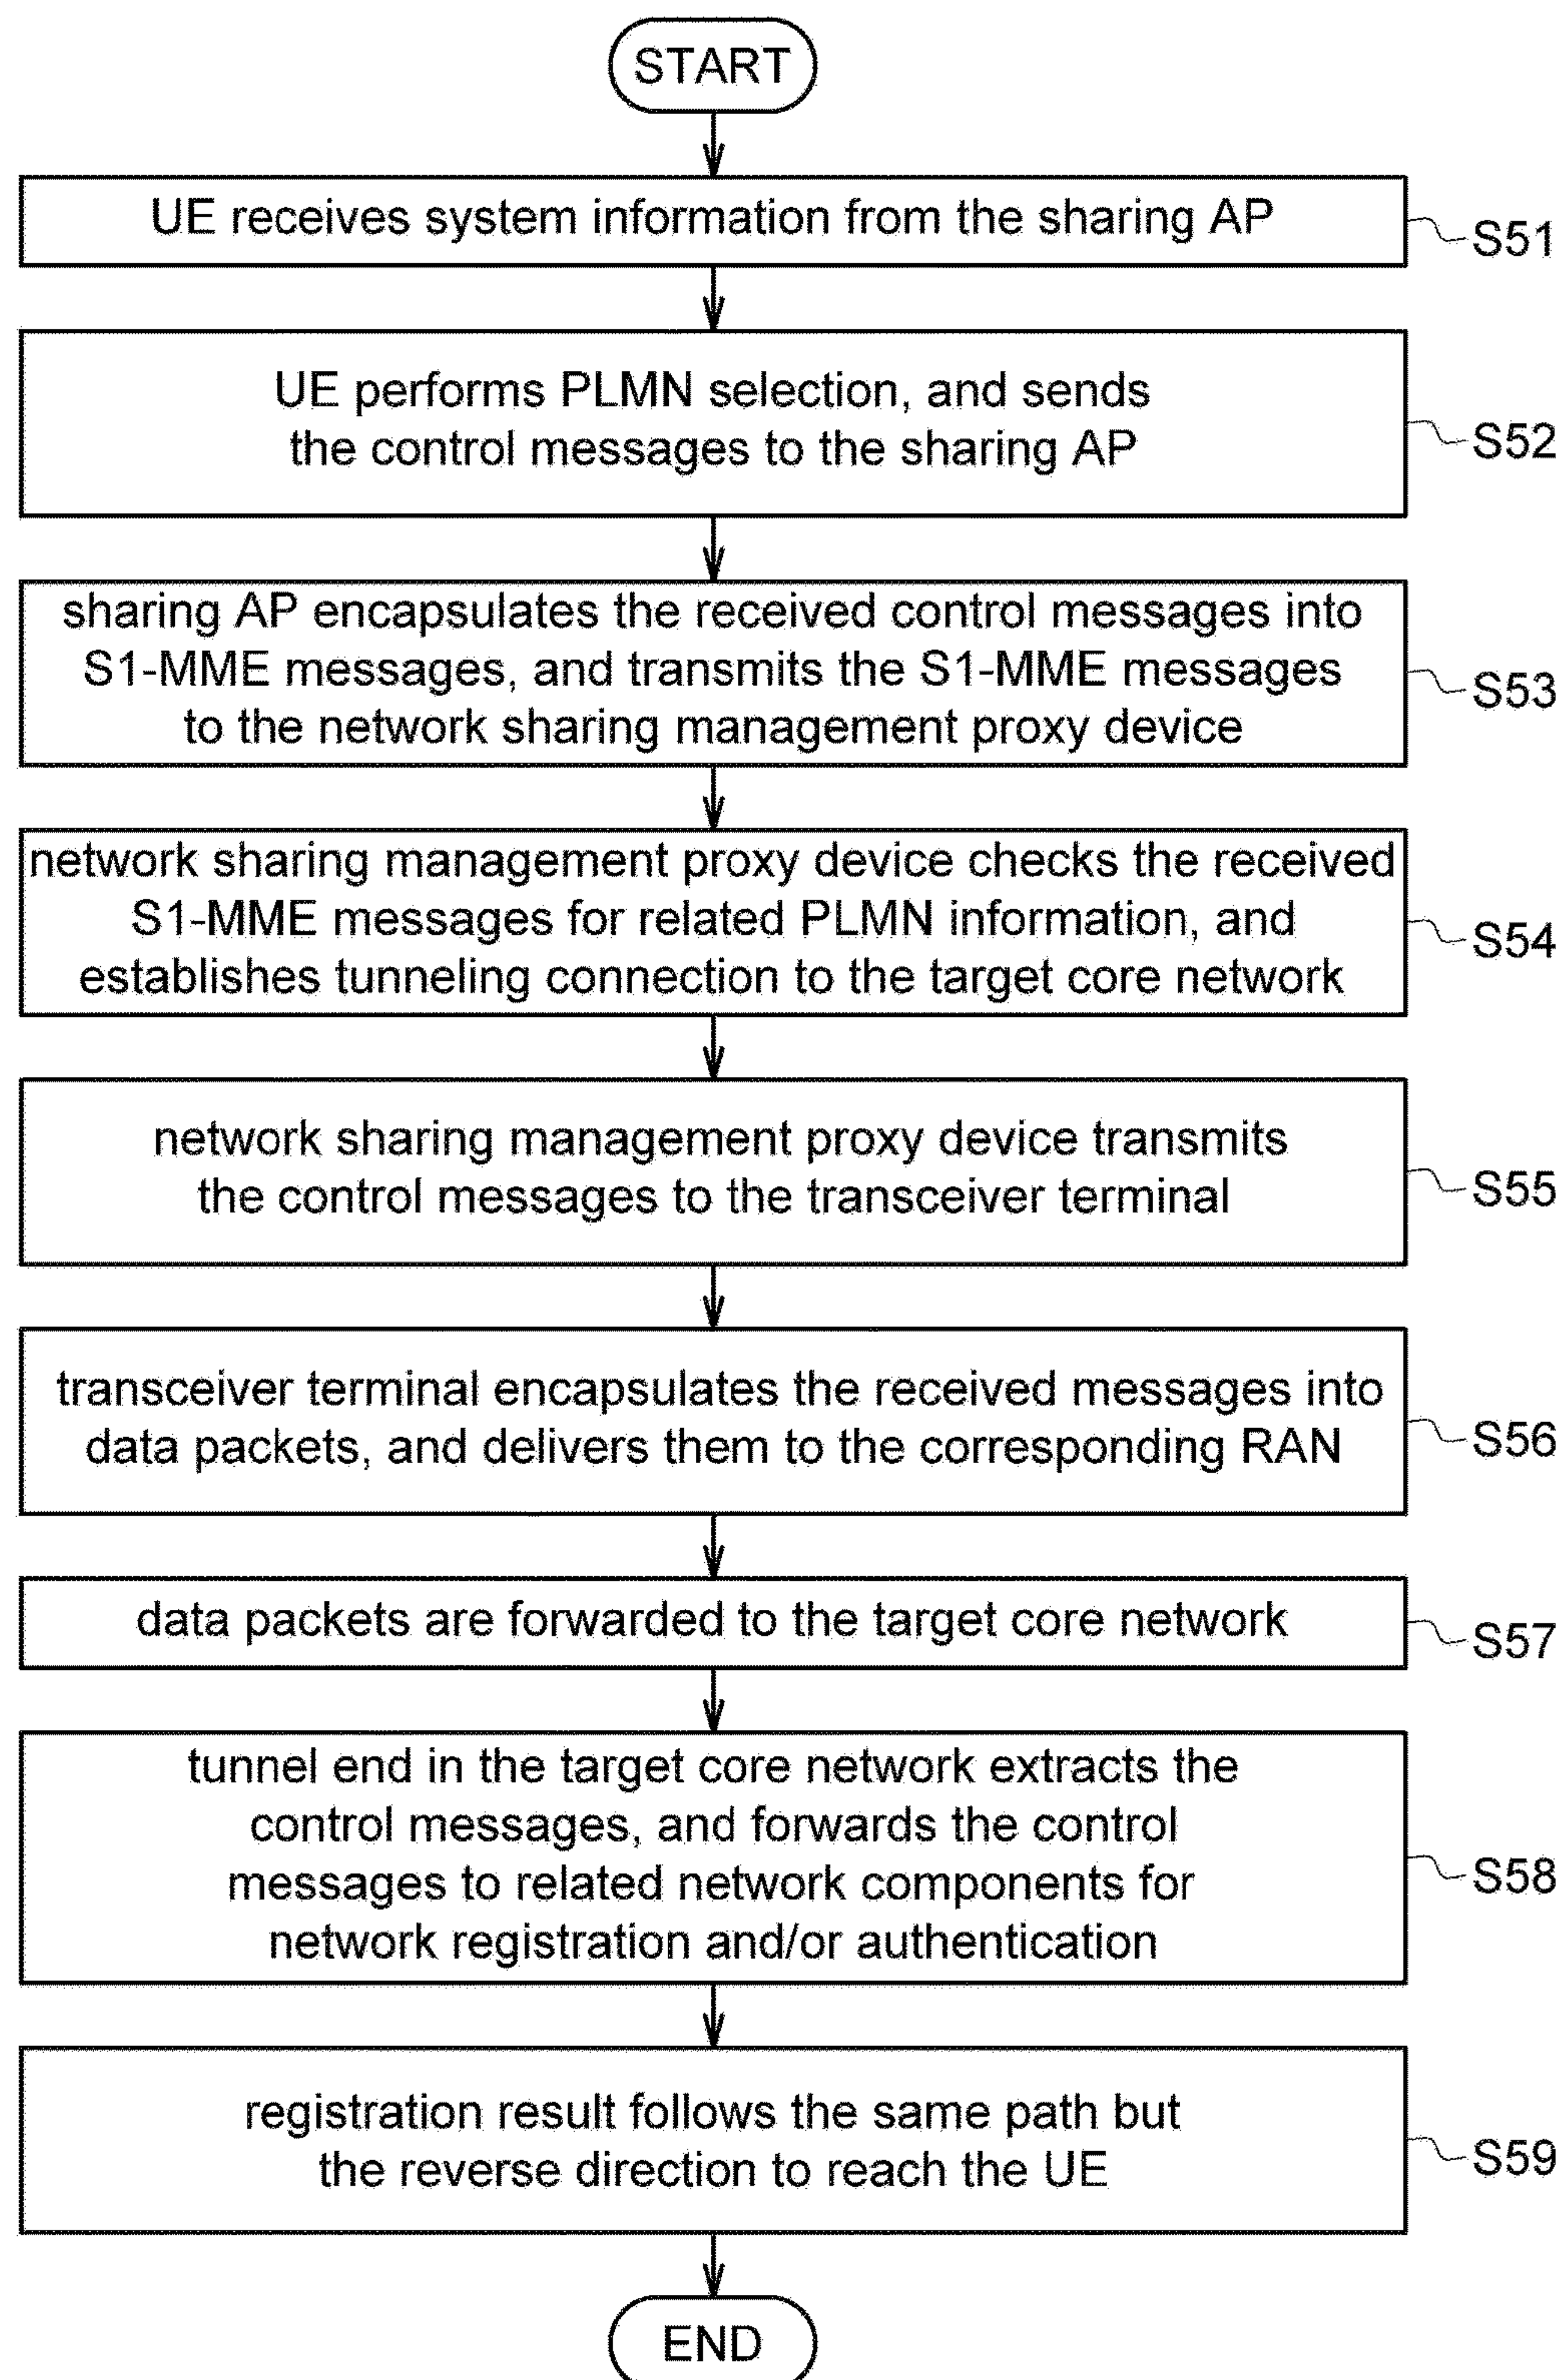 START
UE receives system information from the sharing AP
S51
UE performs PLMN selection, and sends
the control messages to the sharing AP
S52
sharing AP encapsulates the received control messages into
S1-MME messages, and transmits the S1-MME messages
to the network sharing management proxy device
S53
network sharing management proxy device checks the received
S1-MME messages for related PLMN information, and
establishes tunneling connection to the target core network
S54
network sharing management proxy device transmits
the control messages to the transceiver terminal
S55
transceiver terminal encapsulates the received messages into
data packets, and delivers them to the corresponding RAN
S56
data packets are forwarded to the target core network
S57
tunnel end in the target core network extracts the
control messages, and forwards the control
messages to related network components for
network registration and/or authentication
S58
registration result follows the same path but
the reverse direction to reach the UE
S59
END